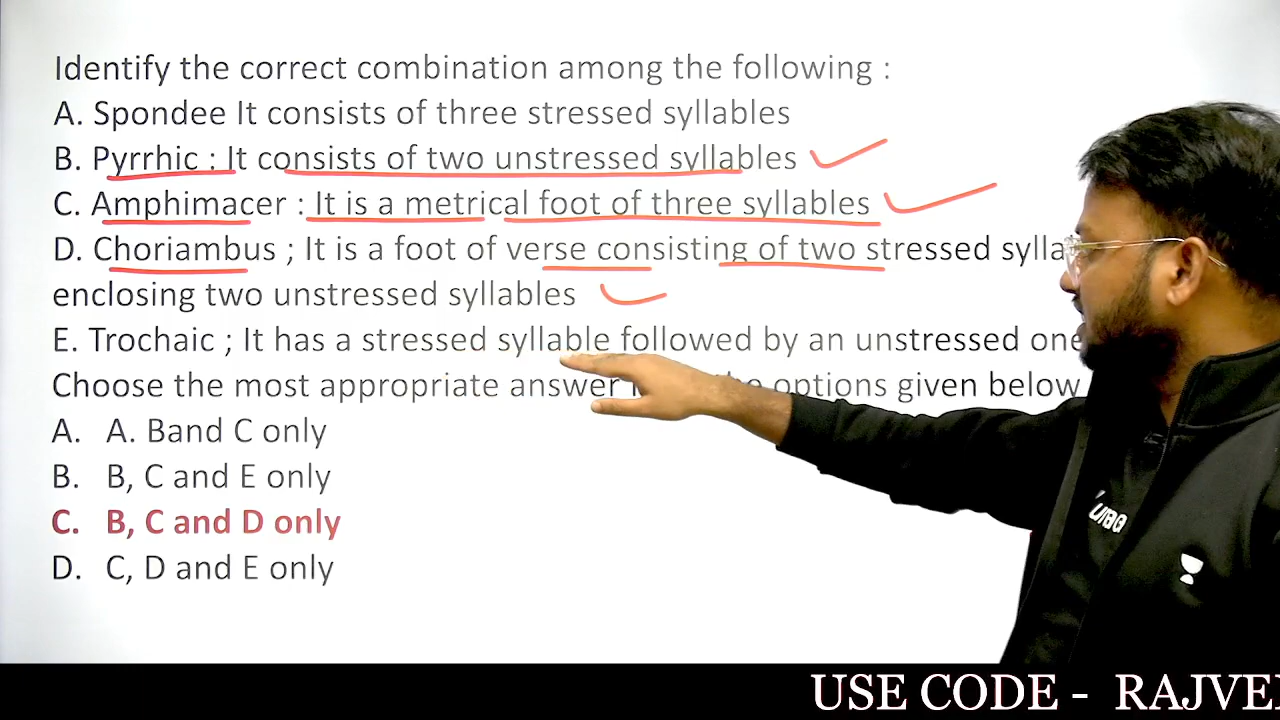 Identify the correct combination among the following :
A. Spondee It consists of three stressed syllables
B. Pyrrhic : It consists of two unstressed syllables
C. Amphimacer : It is a metrical foot of three syllables
D. Choriambus ; It is a foot of verse consisting of two stressed
enclosing two unstressed syllables
E. Trochaic ; It has a stressed syllable followed by an unstressed one
Choose the most appropriate answer options given below
A. A. Band C only
B. B, C and E only
C. B, C and D only
D. C, D and E only
USE CODE -